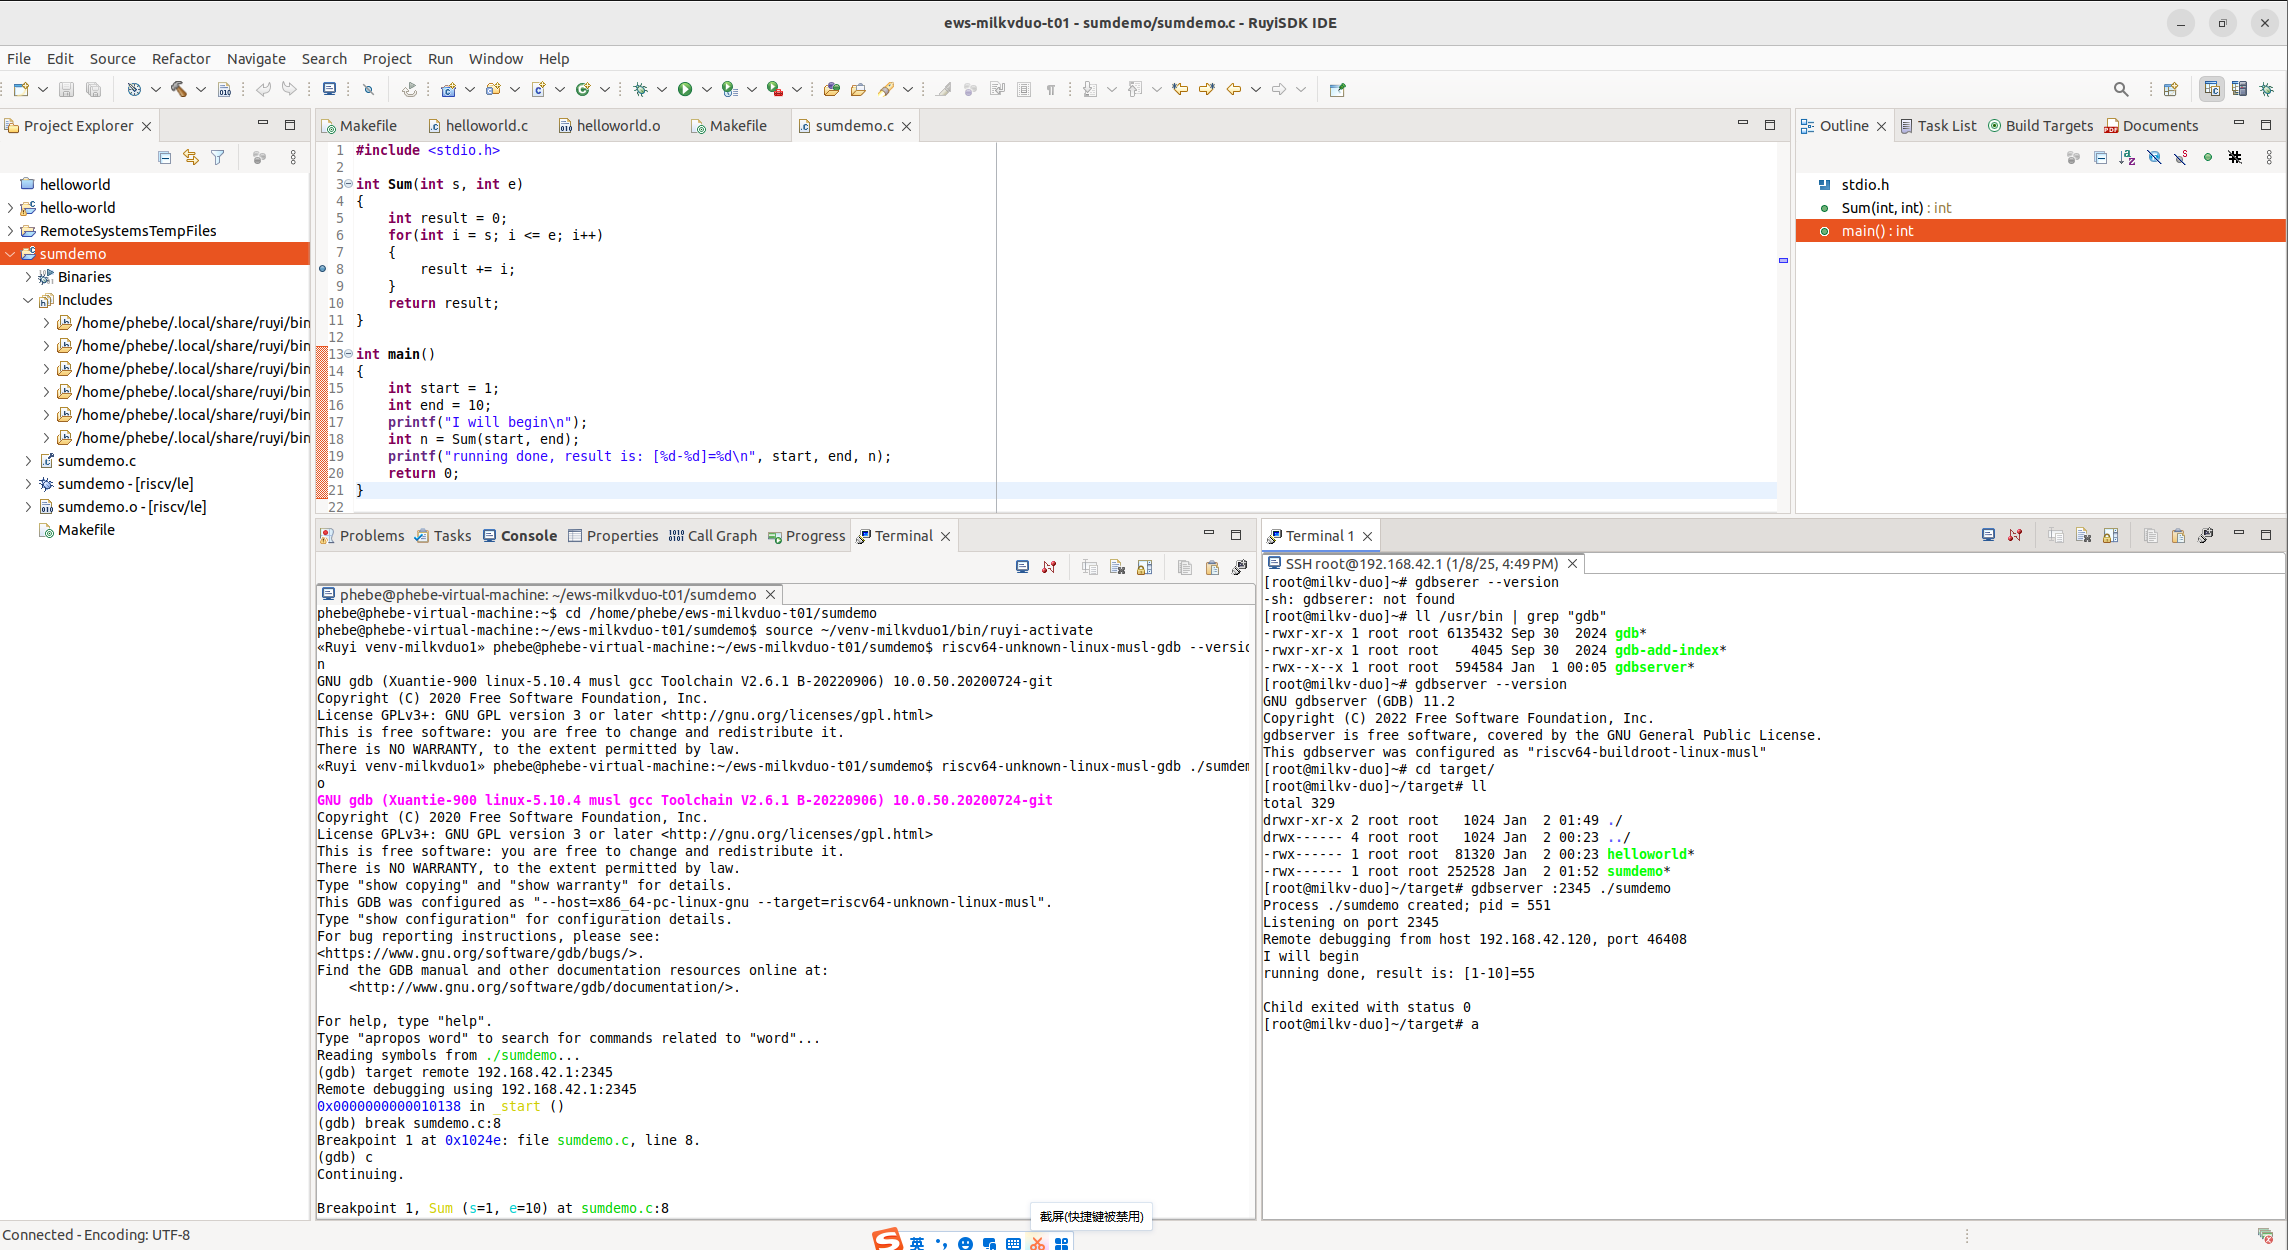 ews-milkvduo-t01 - sumdemo/sumdemo.c - RuyiSDK IDE
File Edit Source Refactor Navigate Search Project Run Window Help
Project Explorer
helloworld
hello-world
RemoteSystemsTempFiles
sumdemo
Binaries
Includes
/home/phebe/.local/share/ruyi/bin
/home/phebe/.local/share/ruyi/bin
/home/phebe/.local/share/ruyi/bin
/home/phebe/.local/share/ruyi/bin
/home/phebe/.local/share/ruyi/bin
/home/phebe/.local/share/ruyi/bin
sumdemo.c
sumdemo - [riscv/le]
sumdemo.o - [riscv/le]
Makefile
Makefile helloworld.c helloworld.o Makefile sumdemo.c
1 #include <stdio.h>
2
3 int Sum(int s, int e)
4 {
5     int result = 0;
6     for(int i = s; i <= e; i++)
7     {
8         result += i;
9     }
10     return result;
11 }
12
13 int main()
14 {
15     int start = 1;
16     int end = 10;
17     printf("I will begin\n");
18     int n = Sum(start, end);
19     printf("running done, result is: [%d-%d]=%d\n", start, end, n);
20     return 0;
21 }
22
Outline Task List Build Targets Documents
stdio.h
Sum(int, int) : int
main() : int
Problems Tasks Console Properties Call Graph Progress Terminal
phebe@phebe-virtual-machine: ~/ews-milkvduo-t01/sumdemo
phebe@phebe-virtual-machine:~$ cd /home/phebe/ews-milkvduo-t01/sumdemo
phebe@phebe-virtual-machine:~/ews-milkvduo-t01/sumdemo$ source ~/venv-milkvduo1/bin/ruyi-activate
«Ruyi venv-milkvduo1» phebe@phebe-virtual-machine:~/ews-milkvduo-t01/sumdemo$ riscv64-unknown-linux-musl-gdb --versio
n
GNU gdb (Xuantie-900 linux-5.10.4 musl gcc Toolchain V2.6.1 B-20220906) 10.0.50.20200724-git
Copyright (C) 2020 Free Software Foundation, Inc.
License GPLv3+: GNU GPL version 3 or later <http://gnu.org/licenses/gpl.html>
This is free software: you are free to change and redistribute it.
There is NO WARRANTY, to the extent permitted by law.
«Ruyi venv-milkvduo1» phebe@phebe-virtual-machine:~/ews-milkvduo-t01/sumdemo$ riscv64-unknown-linux-musl-gdb ./sumdem
o
GNU gdb (Xuantie-900 linux-5.10.4 musl gcc Toolchain V2.6.1 B-20220906) 10.0.50.20200724-git
Copyright (C) 2020 Free Software Foundation, Inc.
License GPLv3+: GNU GPL version 3 or later <http://gnu.org/licenses/gpl.html>
This is free software: you are free to change and redistribute it.
There is NO WARRANTY, to the extent permitted by law.
Type "show copying" and "show warranty" for details.
This GDB was configured as "--host=x86_64-pc-linux-gnu --target=riscv64-unknown-linux-musl".
Type "show configuration" for configuration details.
For bug reporting instructions, please see:
<https://www.gnu.org/software/gdb/bugs/>.
Find the GDB manual and other documentation resources online at:
    <http://www.gnu.org/software/gdb/documentation/>.
For help, type "help".
Type "apropos word" to search for commands related to "word"...
Reading symbols from ./sumdemo...
(gdb) target remote 192.168.42.1:2345
Remote debugging using 192.168.42.1:2345
0x0000000000010138 in _start ()
(gdb) break sumdemo.c:8
Breakpoint 1 at 0x1024e: file sumdemo.c, line 8.
(gdb) c
Continuing.
Breakpoint 1, Sum (s=1, e=10) at sumdemo.c:8
Terminal 1
SSH root@192.168.42.1 (1/8/25, 4:49 PM)
[root@milkv-duo]~# gdbserer --version
-sh: gdbserer: not found
[root@milkv-duo]~# ll /usr/bin | grep "gdb"
-rwxr-xr-x 1 root root 6135432 Sep 30  2024 gdb*
-rwxr-xr-x 1 root root    4045 Sep 30  2024 gdb-add-index*
-rwx--x--x 1 root root  594584 Jan  1 00:05 gdbserver*
[root@milkv-duo]~# gdbserver --version
GNU gdbserver (GDB) 11.2
Copyright (C) 2022 Free Software Foundation, Inc.
gdbserver is free software, covered by the GNU General Public License.
This gdbserver was configured as "riscv64-buildroot-linux-musl"
[root@milkv-duo]~# cd target/
[root@milkv-duo]~/target# ll
total 329
drwxr-xr-x 2 root root   1024 Jan  2 01:49 ./
drwx------ 4 root root   1024 Jan  2 00:23 ../
-rwx------ 1 root root  81320 Jan  2 00:23 helloworld*
-rwx------ 1 root root 252528 Jan  2 01:52 sumdemo*
[root@milkv-duo]~/target# gdbserver :2345 ./sumdemo
Process ./sumdemo created; pid = 551
Listening on port 2345
Remote debugging from host 192.168.42.120, port 46408
I will begin
running done, result is: [1-10]=55
Child exited with status 0
[root@milkv-duo]~/target# a
截屏(快捷键被禁用)
Connected - Encoding: UTF-8
英